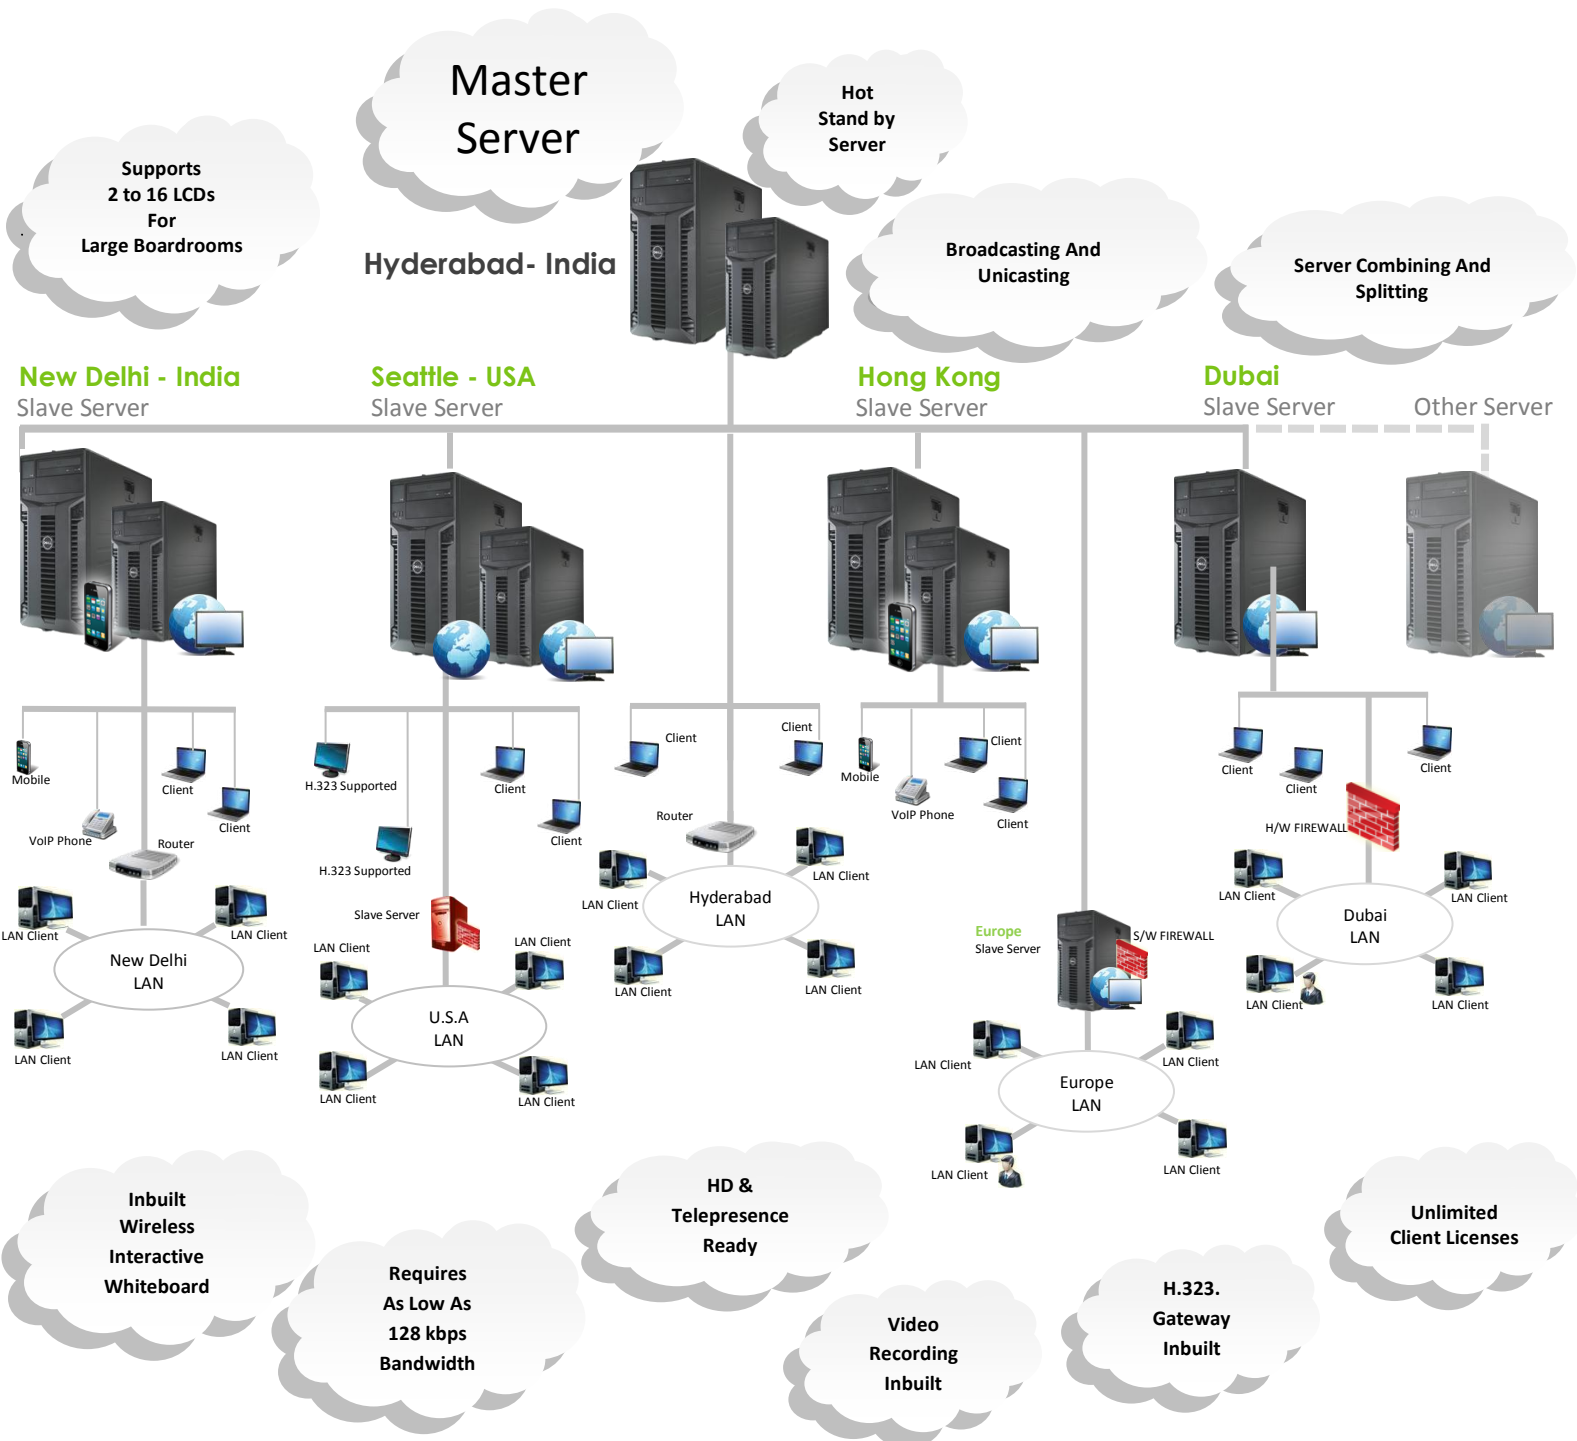 Master
Server
Hot
Stand by
Server
Supports
2 to 16 LCDs
For
Large Boardrooms
.
Hyderabad- India
Broadcasting And
Unicasting
Server Combining And
Splitting
New Delhi - India
Slave Server
Seattle - USA
Slave Server
Hong Kong
Slave Server
Dubai
Slave Server
Other Server
Mobile
VoIP Phone
Client
Client
Router
LAN Client
LAN Client
New Delhi
LAN
LAN Client
LAN Client
H.323 Supported
H.323 Supported
Client
Client
Slave Server
LAN Client
LAN Client
U.S.A
LAN
LAN Client
LAN Client
Client
Client
Router
LAN Client
LAN Client
Hyderabad
LAN
LAN Client
LAN Client
Mobile
VoIP Phone
Client
Client
Europe
Slave Server
S/W FIREWALL
LAN Client
LAN Client
Europe
LAN
LAN Client
LAN Client
Client
Client
Client
H/W FIREWALL
LAN Client
LAN Client
Dubai
LAN
LAN Client
LAN Client
Inbuilt
Wireless
Interactive
Whiteboard
Requires
As Low As
128 kbps
Bandwidth
HD &
Telepresence
Ready
Video
Recording
Inbuilt
H.323.
Gateway
Inbuilt
Unlimited
Client Licenses